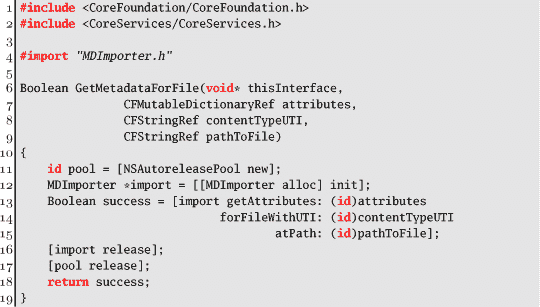 1 #include <CoreFoundation/CoreFoundation.h>
2 #include <CoreServices/CoreServices.h>
3
4 #import "MDImporter.h"
5
6 Boolean GetMetadataForFile(void* thisInterface,
7                CFMutableDictionaryRef attributes,
8                CFStringRef contentTypeUTI,
9                CFStringRef pathToFile)
10 {
11     id pool = [NSAutoreleasePool new];
12     MDImporter *import = [[MDImporter alloc] init];
13     Boolean success = [import getAttributes: (id)attributes
14                              forFileWithUTI: (id)contentTypeUTI
15                                      atPath: (id)pathToFile];
16     [import release];
17     [pool release];
18     return success;
19 }